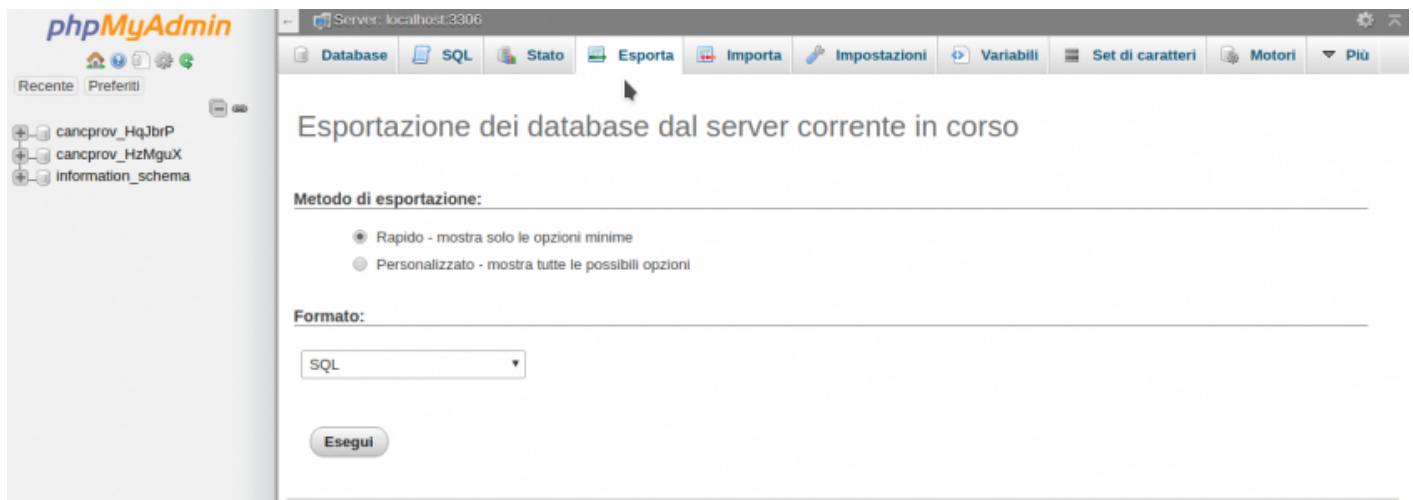 phpMyAdmin
Recente Preferiti
cancprov_HqJbrP
cancprov_HzMguX
information_schema
Server: localhost:3306
Database SQL Stato Esporta Importa Impostazioni Variabili Set di caratteri Motori Più
Esportazione dei database dal server corrente in corso
Metodo di esportazione:
Rapido - mostra solo le opzioni minime
Personalizzato - mostra tutte le possibili opzioni
Formato:
SQL
Esegui